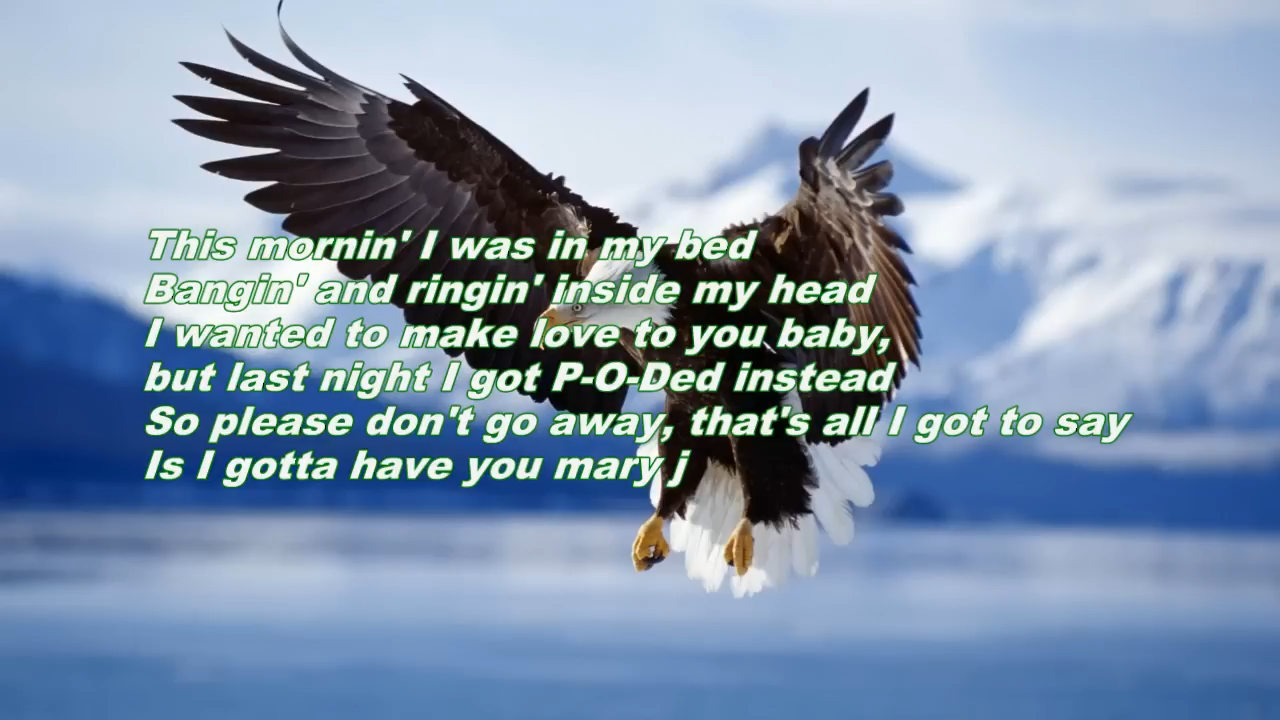 This mornin' I was in my bed
Bangin' and ringin' inside my head
I wanted to make love to you baby,
but last night I got P-O-Ded instead
So please don't go away, that's all I got to say
Is I gotta have you mary j